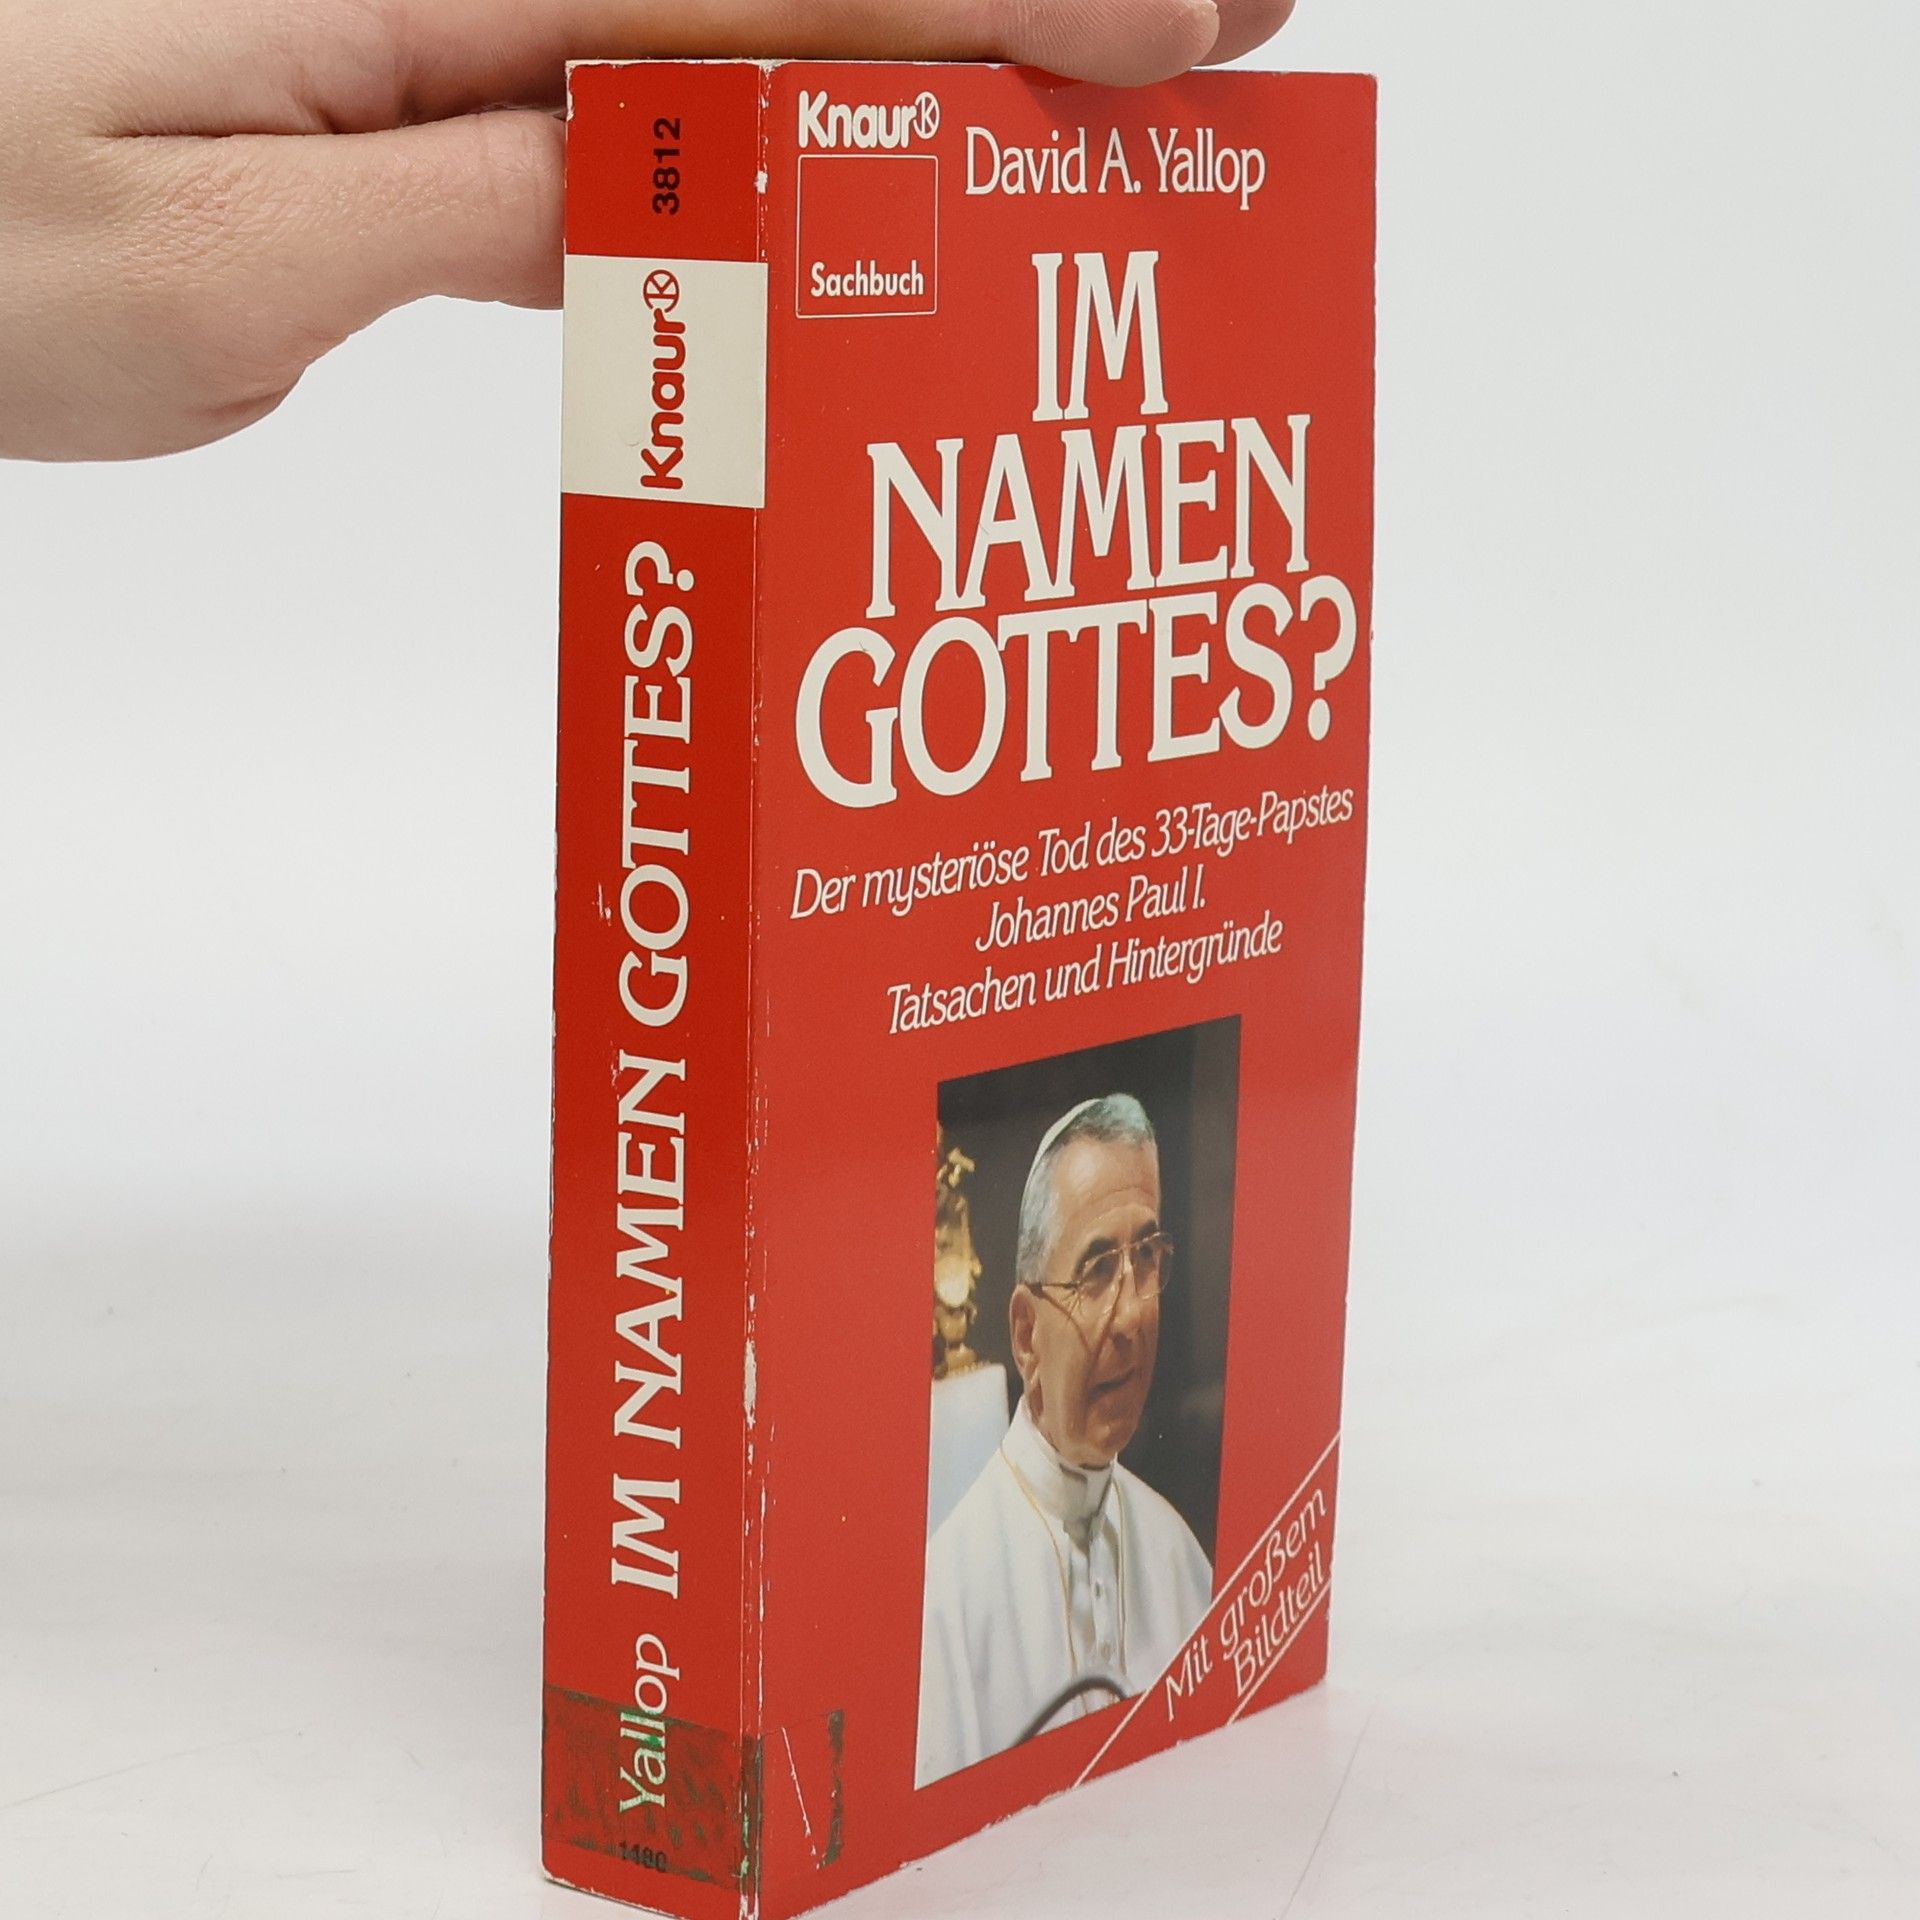 3812
Knaur
IM NAMEN GOTTES?
Yallop
1480
Knaur
Sachbuch
David A. Yallop
IM
NAMEN
GOTTES?
Der mysteriöse Tod des 33-Tage-Papstes
Johannes Paul I.
Tatsachen und Hintergründe
Mit großem
Bildteil